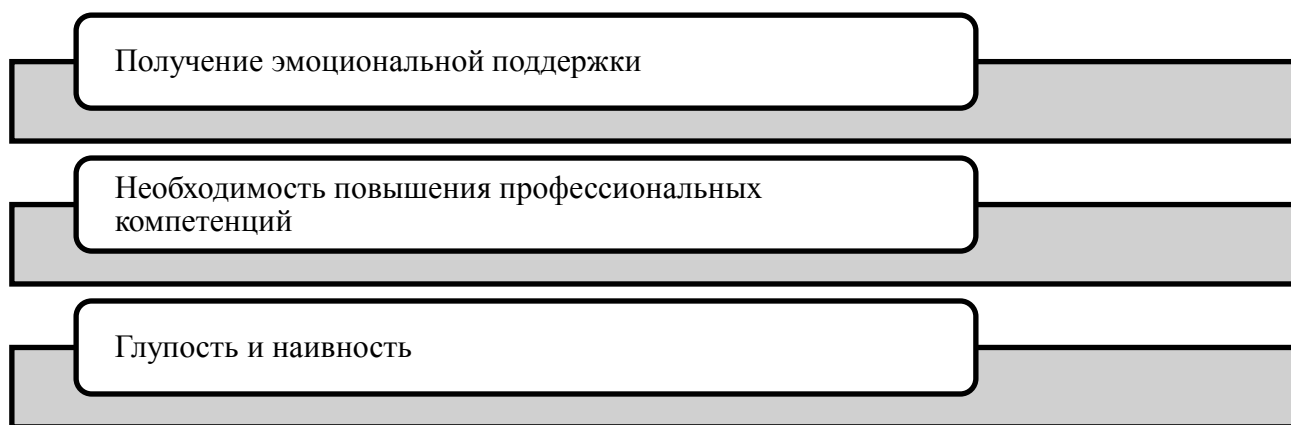 Получение эмоциональной поддержки
Необходимость повышения профессиональных
компетенций
Глупость и наивность